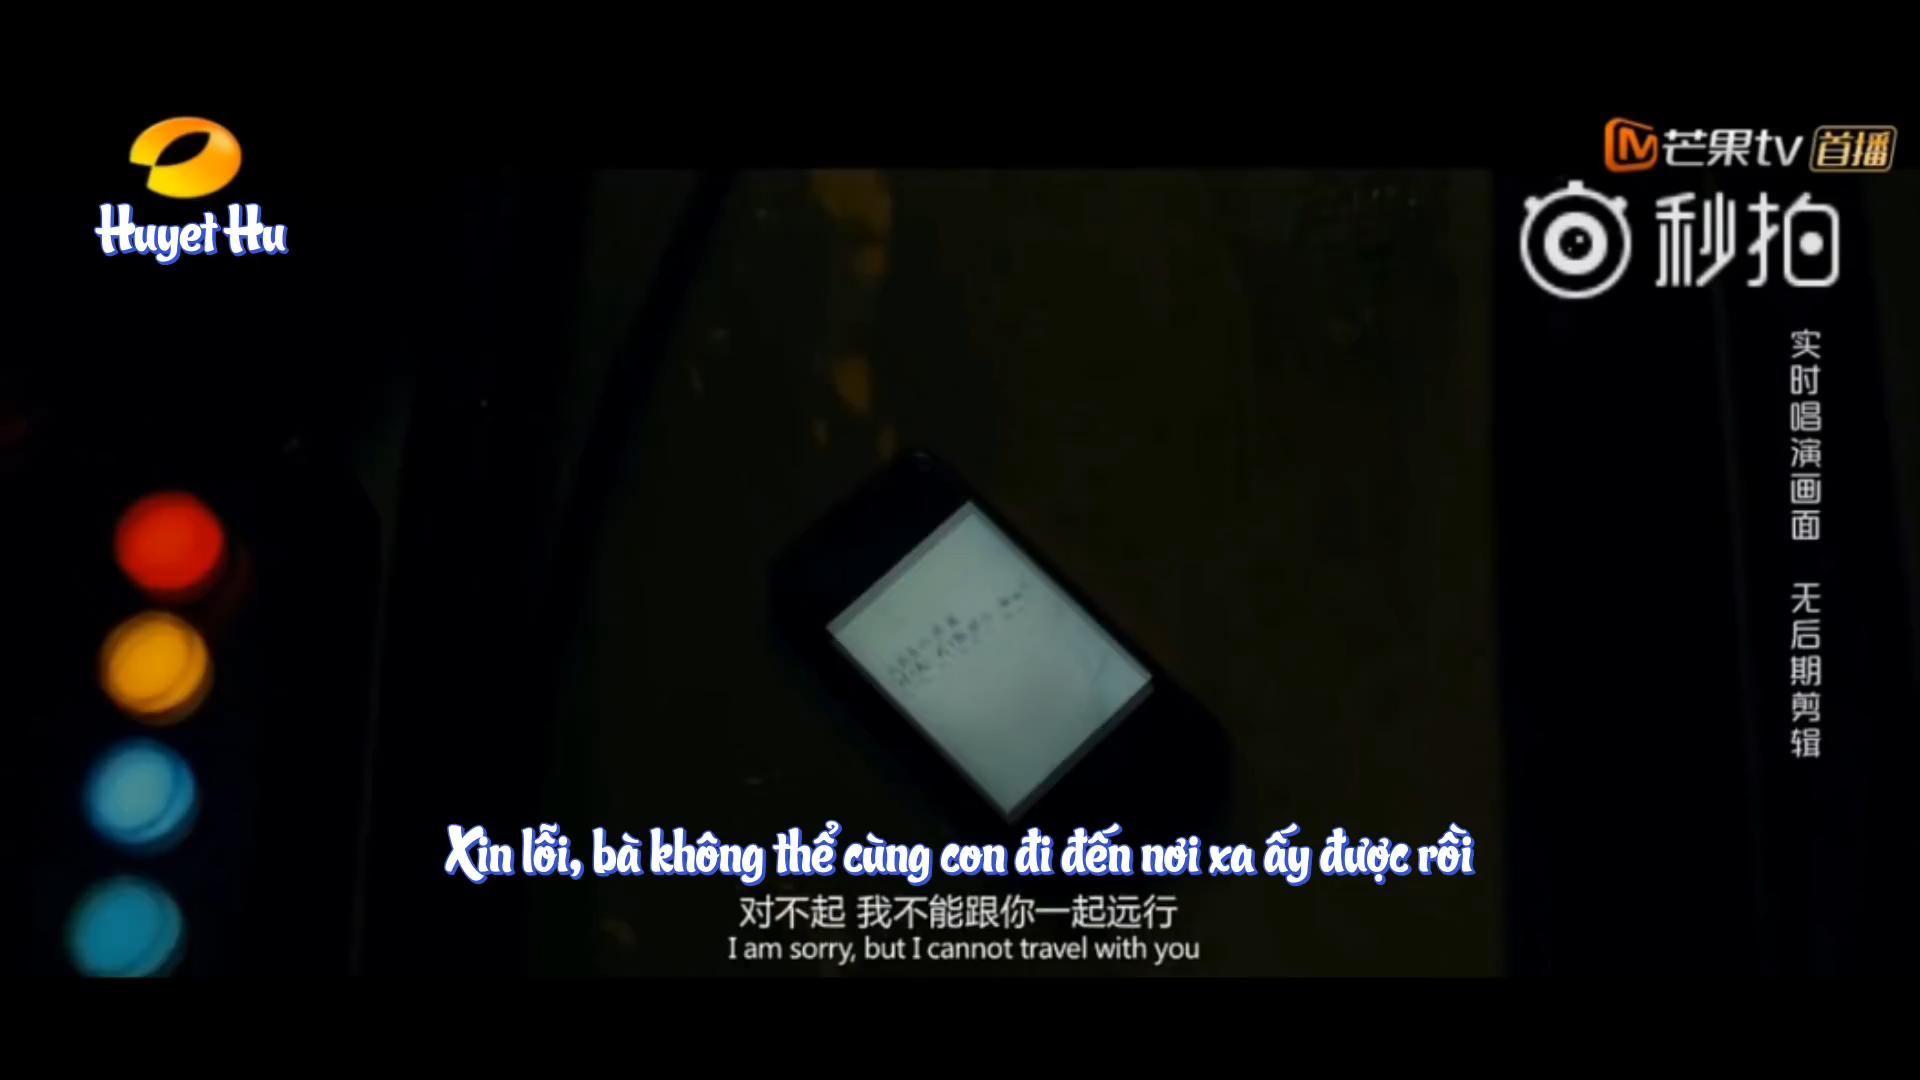 芒果tv 首播
Huyet Hu
秒拍
实时唱演画面 无后期剪辑
Xin lỗi, bà không thể cùng con đi đến nơi xa ấy được rồi
对不起 我不能跟你一起远行
I am sorry, but I cannot travel with you